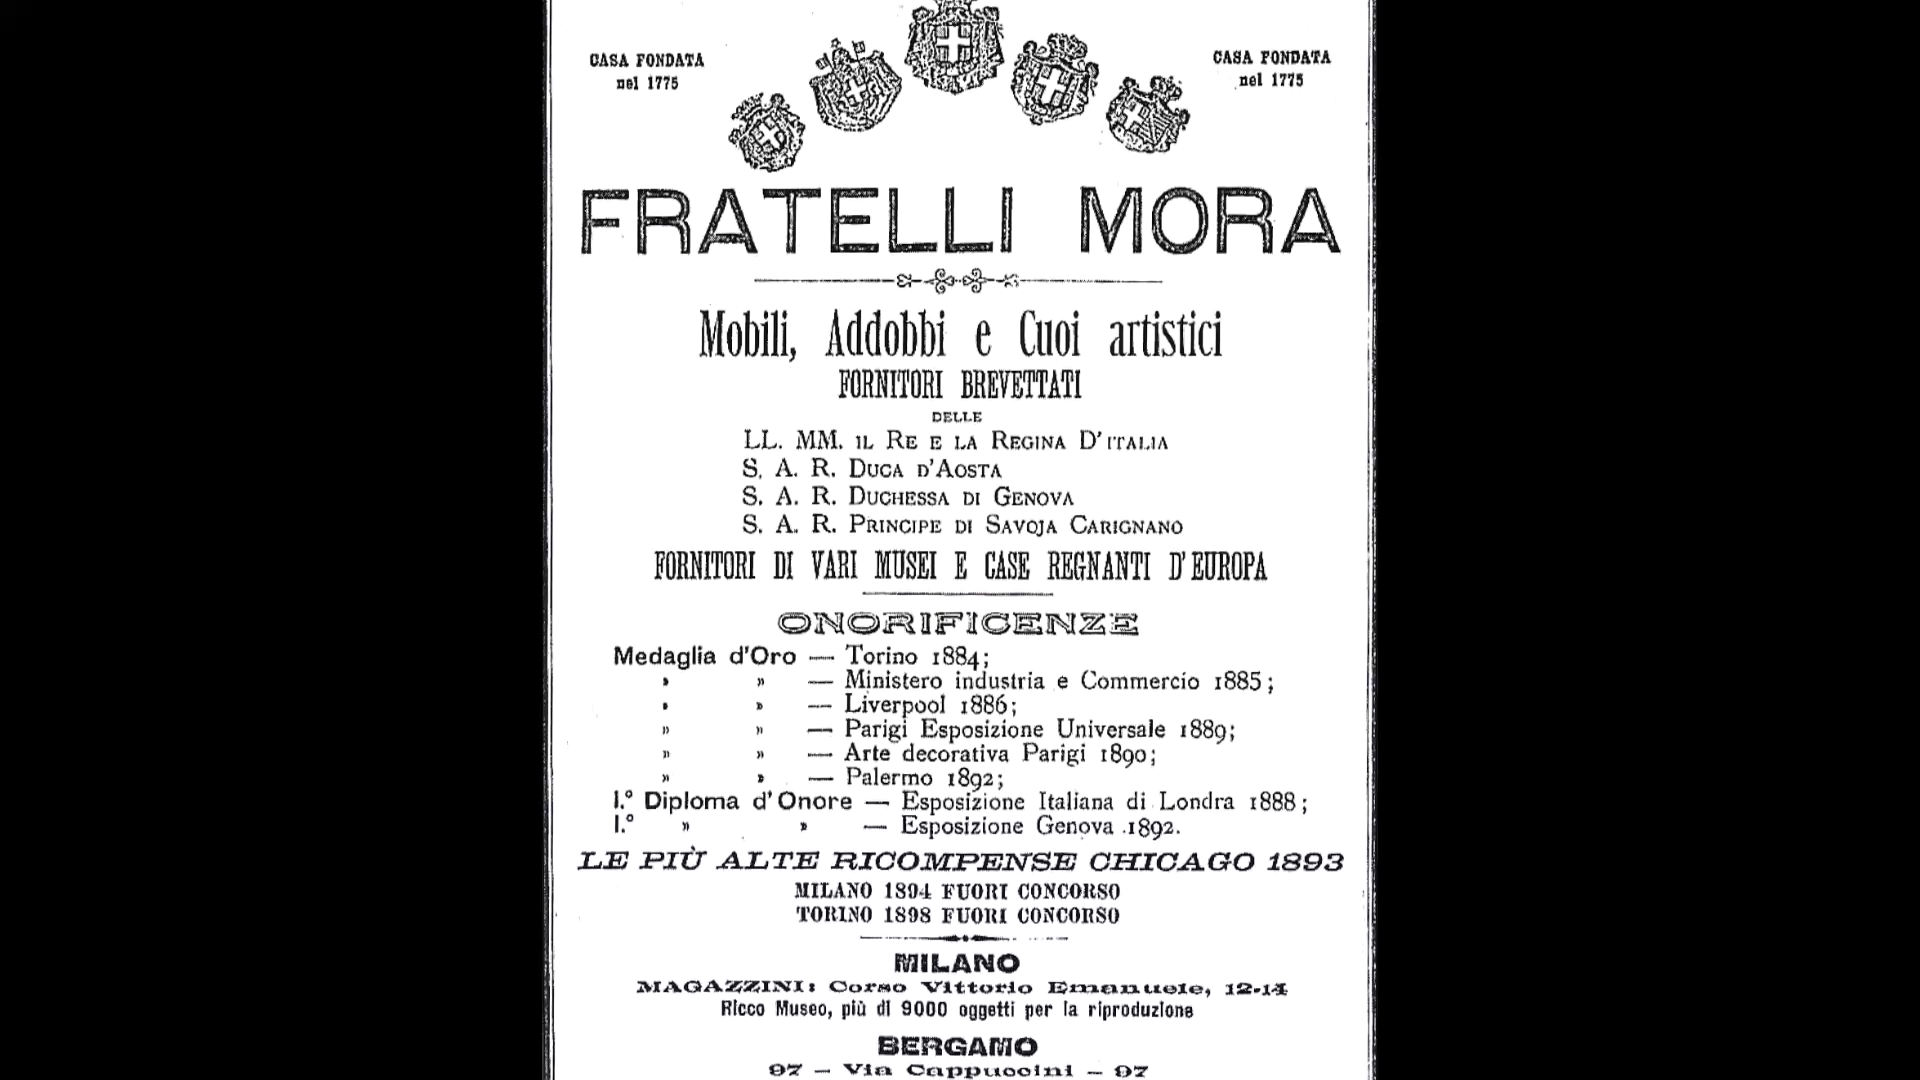 CASA FONDATA
nel 1775
CASA FONDATA
nel 1775
FRATELLI MORA
Mobili, Addobbi e Cuoi artistici
FORNITORI BREVETTATI
DELLE
LL. MM. IL RE E LA REGINA D'ITALIA
S. A. R. DUCA D'AOSTA
S. A. R. DUCHESSA DI GENOVA
S. A. R. PRINCIPE DI SAVOJA CARIGNANO
FORNITORI DI VARI MUSEI E CASE REGNANTI D'EUROPA
ONORIFICENZE
Medaglia d'Oro — Torino 1884;
» » — Ministero industria e Commercio 1885;
» » — Liverpool 1886;
» » — Parigi Esposizione Universale 1889;
» » — Arte decorativa Parigi 1890;
» » — Palermo 1892;
I.° Diploma d'Onore — Esposizione Italiana di Londra 1888;
I.° » » — Esposizione Genova 1892.
LE PIÙ ALTE RICOMPENSE CHICAGO 1893
MILANO 1894 FUORI CONCORSO
TORINO 1898 FUORI CONCORSO
MILANO
MAGAZZINI: Corso Vittorio Emanuele, 12-14
Ricco Museo, più di 9000 oggetti per la riproduzione
BERGAMO
97 — Via Cappuccini — 97